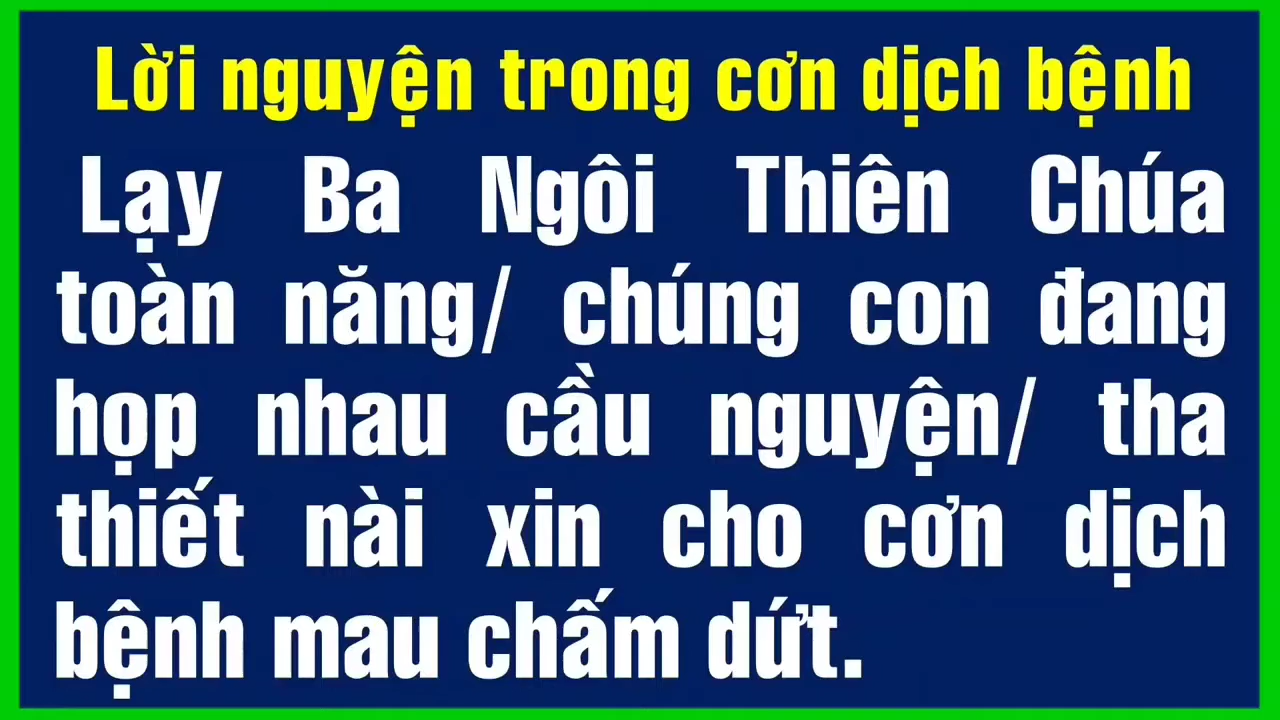 Lời nguyện trong cơn dịch bệnh
Lạy Ba Ngôi Thiên Chúa
toàn năng/ chúng con đang
họp nhau cầu nguyện/ tha
thiết nài xin cho cơn dịch
bệnh mau chấm dứt.